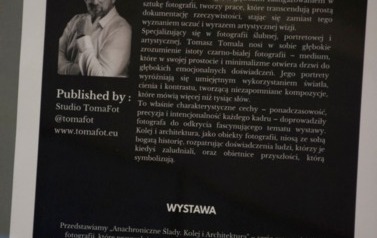 sztukę fotografii, tworzy prace, które transcendują prostą
dokumentację rzeczywistości, stając się zamiast tego
wyrazem uczuć i wyrazem artystycznej wizji.
Specjalizujący się w fotografii ślubnej, portretowej i
artystycznej, Tomasz Tomala nosi w sobie głębokie
zrozumienie istoty czarno-białej fotografii – medium,
które w swojej prostocie i minimalizmie otwiera drzwi do
głębokich emocjonalnych doświadczeń. Jego portrety
wyróżniają się umiejętnym wykorzystaniem światła,
cienia i kontrastu, tworząc niezapomniane kompozycje,
które mówią więcej niż tysiąc słów.
To właśnie charakterystyczne cechy – ponadczasowość,
precyzja i intencjonalność każdego kadru – doprowadziły
fotografa do odkrycia fascynującego tematu wystawy.
Kolej i architektura, jako obiekty fotografii, niosą ze sobą
bogatą historię, rozpatrując doświadczenia ludzi, którzy je
kiedyś zaludniali, oraz obietnice przyszłości, którą
symbolizują.
Published by :
Studio TomaFot
@tomafot
www.tomafot.eu
WYSTAWA
Przedstawiamy „Anachroniczne Ślady. Kolej i Architektura”
fotografii, które